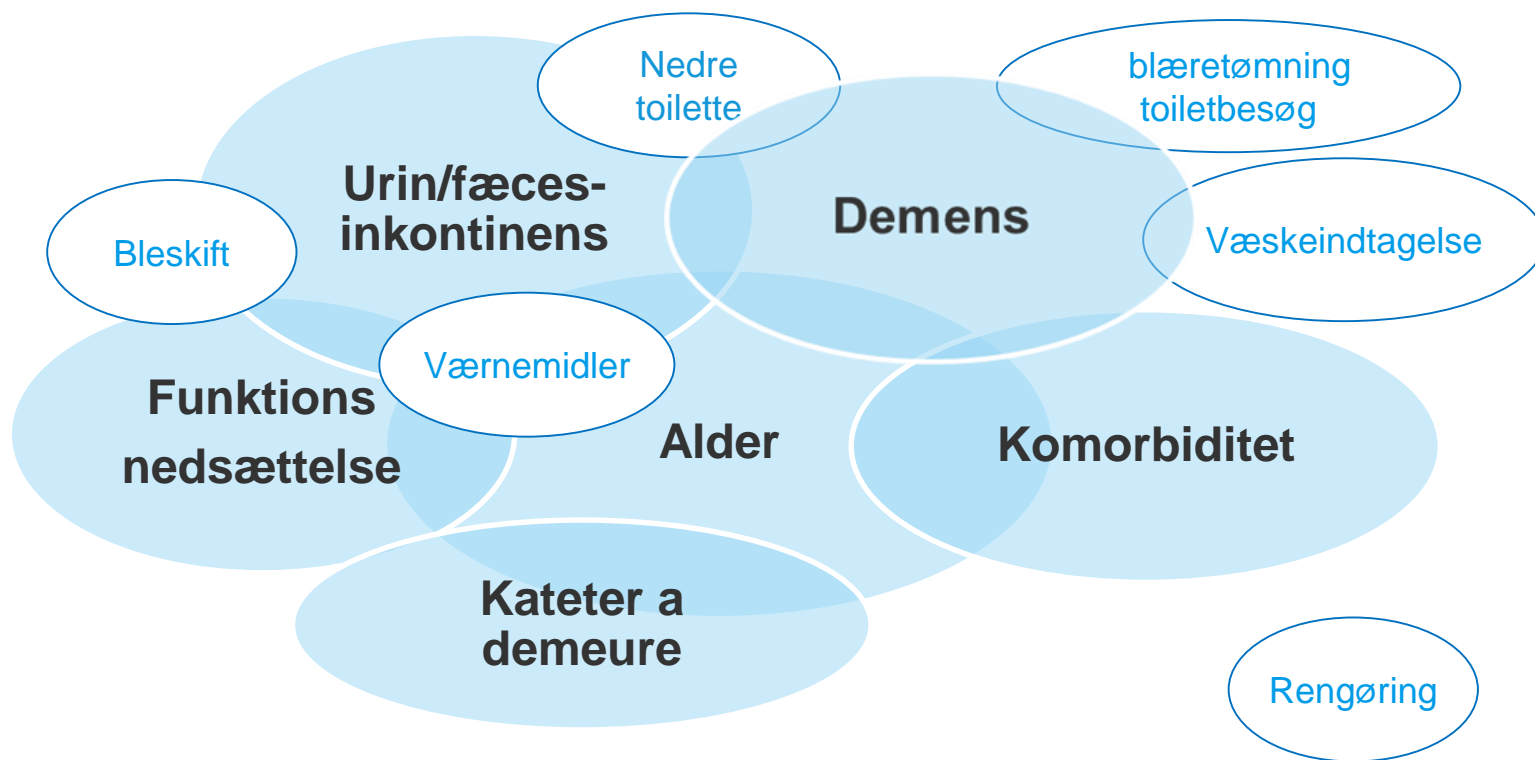 Nedre
toilette
blæretømning
toiletbesøg
Urin/fæces-
inkontinens
Demens
Bleskift
Væskeindtagelse
Værnemidler
Funktions
nedsættelse
Alder
Komorbiditet
Kateter a
demeure
Rengøring